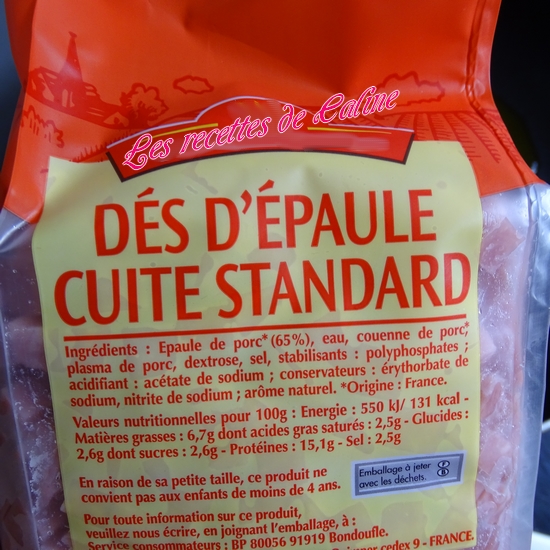 Les recettes de Laline
DÉS D'ÉPAULE
CUITE STANDARD
Ingrédients : Epaule de porc* (65%), eau, couenne de porc,*
plasma de porc, dextrose, sel, stabilisants : polyphosphates ;
acidifiant : acétate de sodium ; conservateurs : érythorbate de
sodium, nitrite de sodium ; arôme naturel. *Origine : France.
Valeurs nutritionnelles pour 100g : Energie : 550 kJ/ 131 kcal -
Matières grasses : 6,7g dont acides gras saturés : 2,5g - Glucides :
2,6g dont sucres : 2,6g - Protéines : 15,1g - Sel : 2,5g
En raison de sa petite taille, ce produit ne
convient pas aux enfants de moins de 4 ans.
Emballage à jeter
avec les déchets.
Pour toute information sur ce produit,
veuillez nous écrire, en joignant l'emballage, à :
Service consommateurs : BP 80056 91919 Bondoufle.
cedex 9 - FRANCE.